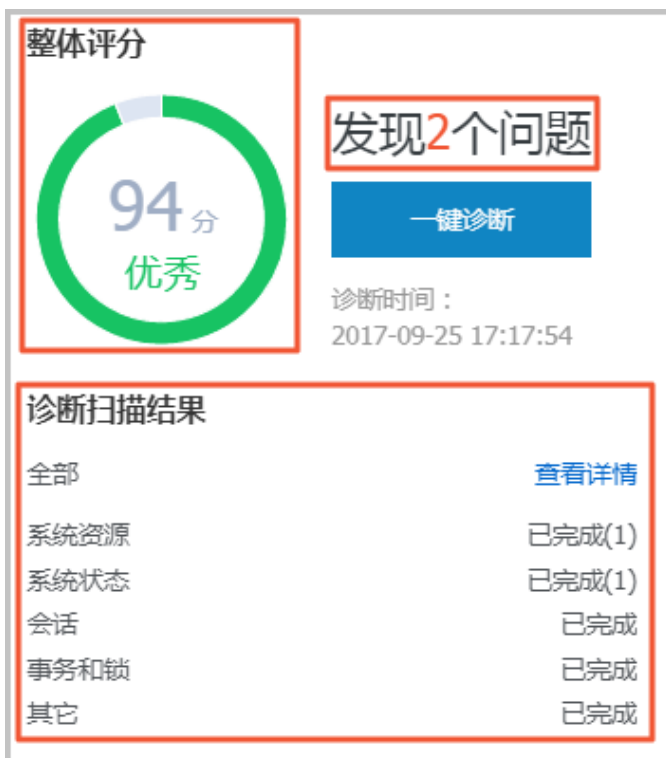 整体评分
94分
优秀
发现2个问题
一键诊断
诊断时间：
2017-09-25 17:17:54
诊断扫描结果
全部 查看详情
系统资源 已完成(1)
系统状态 已完成(1)
会话 已完成
事务和锁 已完成
其它 已完成